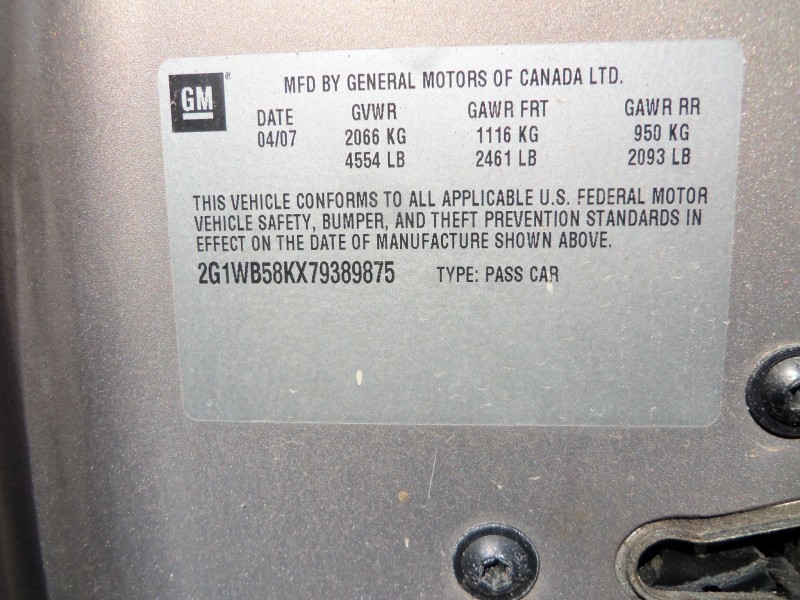 GM ®
MFD BY GENERAL MOTORS OF CANADA LTD.
DATE GVWR GAWR FRT GAWR RR
04/07 2066 KG 1116 KG 950 KG
4554 LB 2461 LB 2093 LB
THIS VEHICLE CONFORMS TO ALL APPLICABLE U.S. FEDERAL MOTOR
VEHICLE SAFETY, BUMPER, AND THEFT PREVENTION STANDARDS IN
EFFECT ON THE DATE OF MANUFACTURE SHOWN ABOVE.
2G1WB58KX79389875 TYPE: PASS CAR